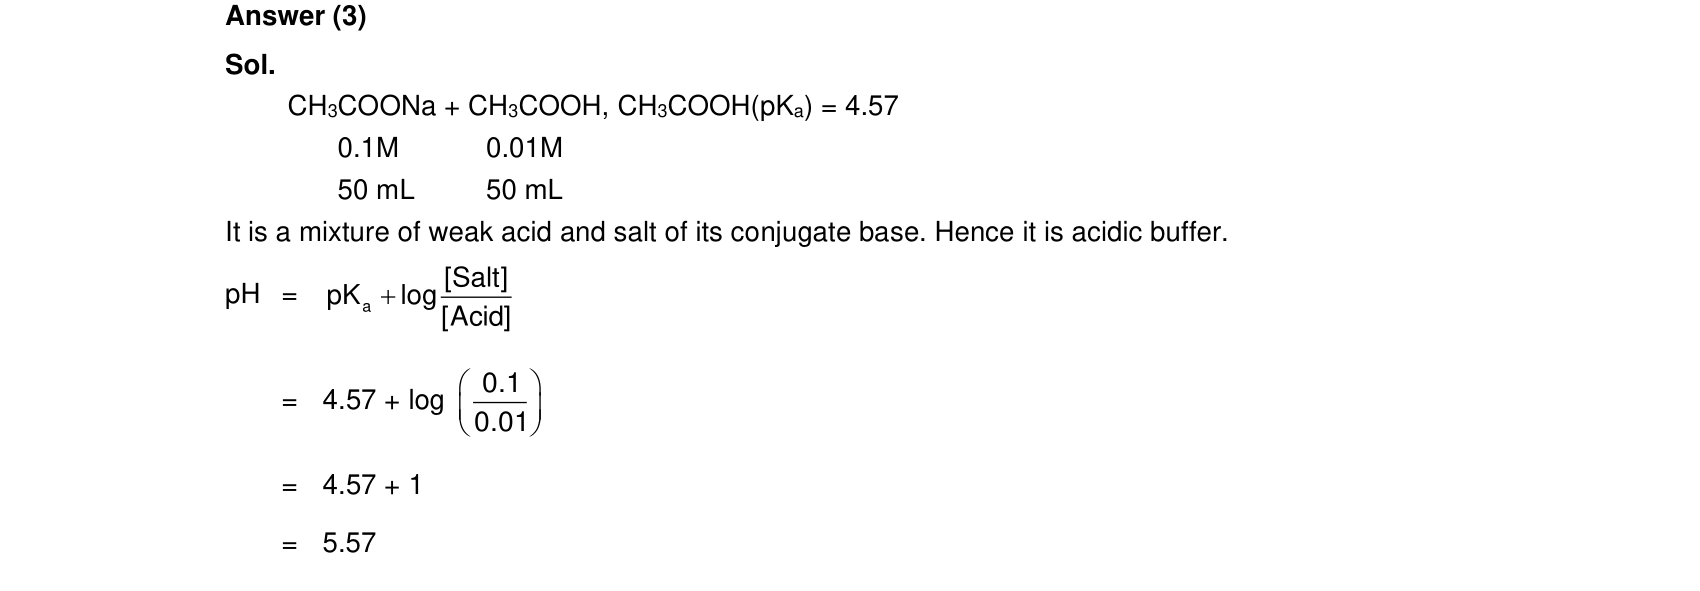 Answer (3)
Sol.
CH₃COONa + CH₃COOH, CH₃COOH(pKₐ) = 4.57
0.1M 0.01M
50 mL 50 mL
It is a mixture of weak acid and salt of its conjugate base. Hence it is acidic buffer.
pH = pKₐ + log [Salt]/[Acid]
= 4.57 + log (0.1/0.01)
= 4.57 + 1
= 5.57